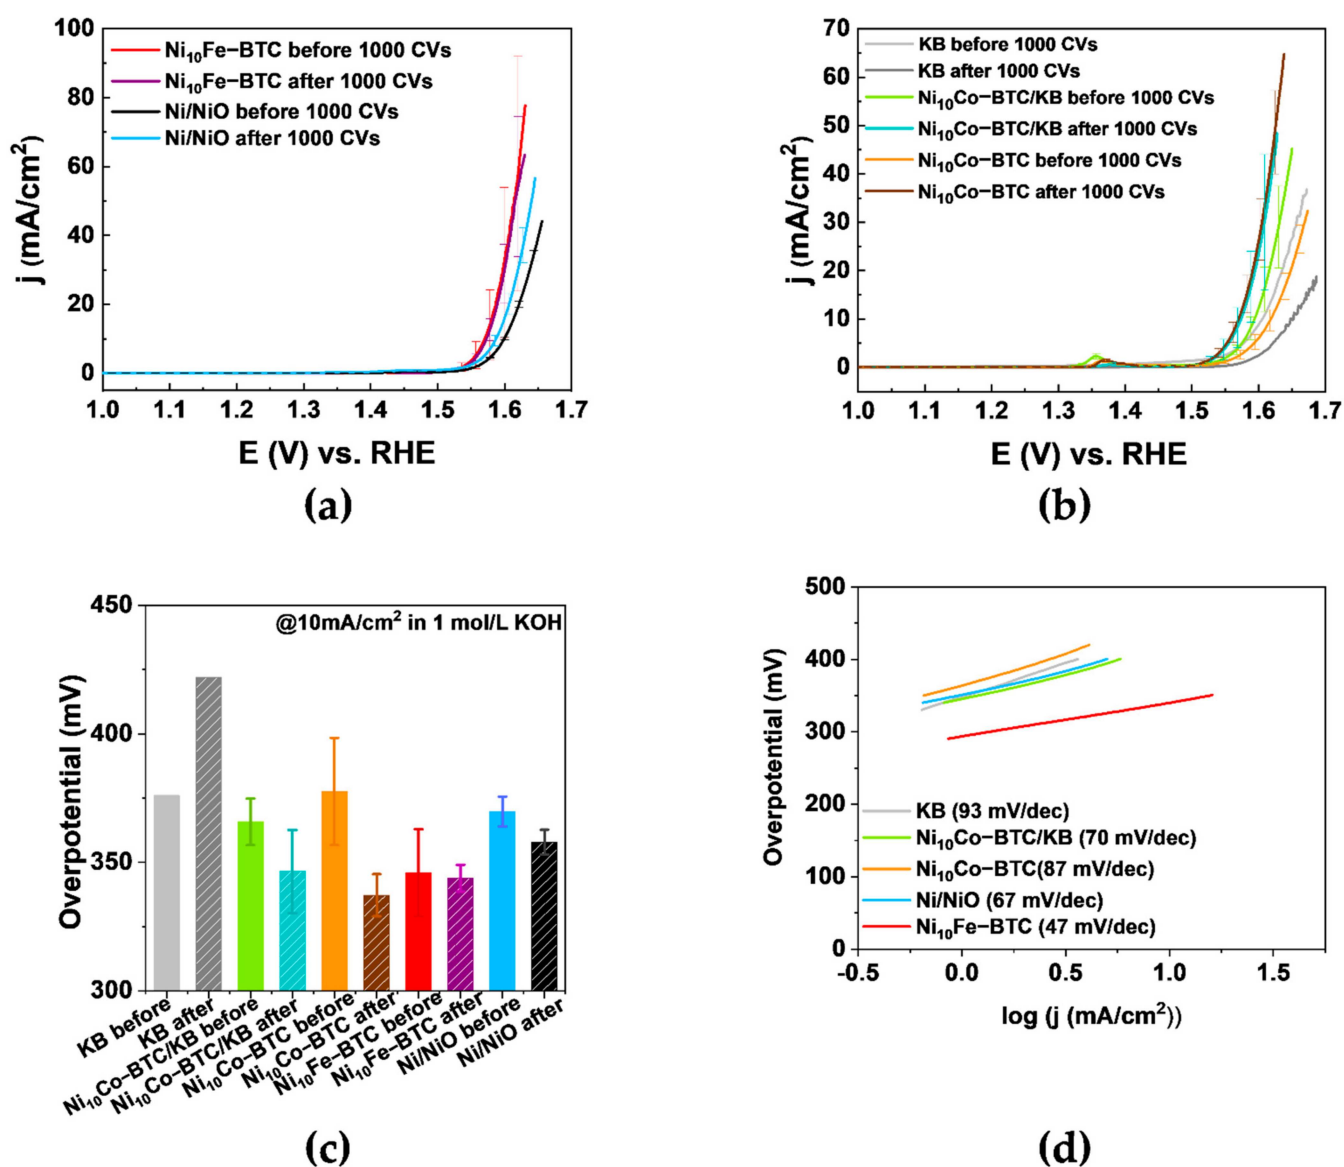 100
80
60
40
20
0
j (mA/cm²)
Ni₁₀Fe−BTC before 1000 CVs
Ni₁₀Fe−BTC after 1000 CVs
Ni/NiO before 1000 CVs
Ni/NiO after 1000 CVs
1.0 1.1 1.2 1.3 1.4 1.5 1.6 1.7
E (V) vs. RHE
(a)
70
60
50
40
30
20
10
0
j (mA/cm²)
KB before 1000 CVs
KB after 1000 CVs
Ni₁₀Co−BTC/KB before 1000 CVs
Ni₁₀Co−BTC/KB after 1000 CVs
Ni₁₀Co−BTC before 1000 CVs
Ni₁₀Co−BTC after 1000 CVs
1.0 1.1 1.2 1.3 1.4 1.5 1.6 1.7
E (V) vs. RHE
(b)
450
400
350
300
Overpotential (mV)
@10mA/cm² in 1 mol/L KOH
KB before
KB after
Ni₁₀Co−BTC/KB before
Ni₁₀Co−BTC/KB after
Ni₁₀Co−BTC before
Ni₁₀Co−BTC after
Ni₁₀Fe−BTC before
Ni₁₀Fe−BTC after
Ni/NiO before
Ni/NiO after
(c)
500
400
300
200
100
0
Overpotential (mV)
KB (93 mV/dec)
Ni₁₀Co−BTC/KB (70 mV/dec)
Ni₁₀Co−BTC(87 mV/dec)
Ni/NiO (67 mV/dec)
Ni₁₀Fe−BTC (47 mV/dec)
-0.5 0.0 0.5 1.0 1.5
log (j (mA/cm²))
(d)